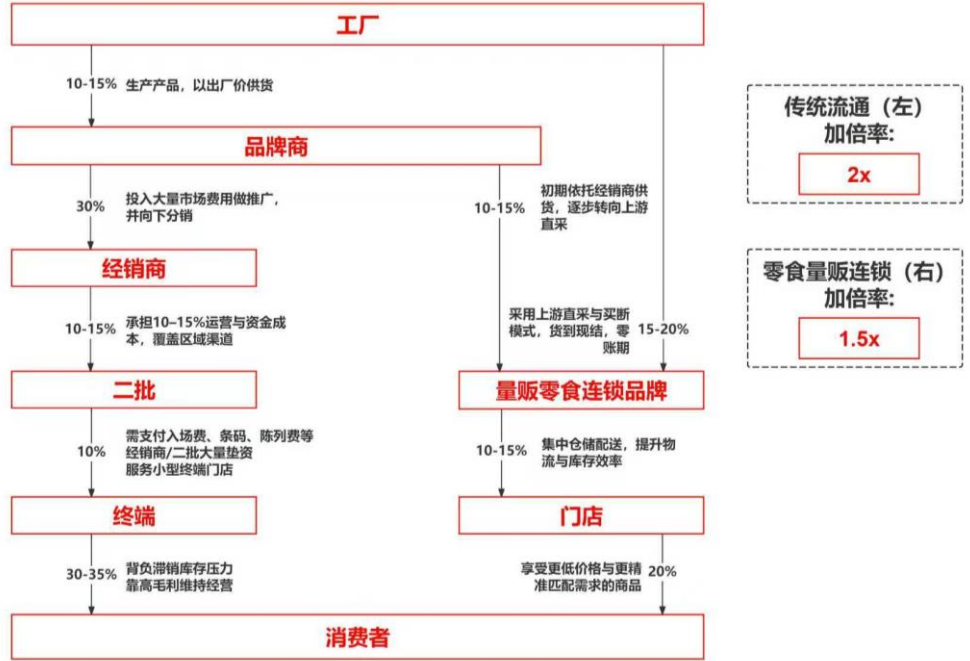 工厂
10-15%
生产产品，以出厂价供货
品牌商
30%
投入大量市场费用做推广，
并向下分销
10-15%
初期依托经销商供
货，逐步转向上游
直采
经销商
10-15%
承担10–15%运营与资金成
本，覆盖区域渠道
采用上游直采与买断
模式，货到现结，零
账期
15-20%
二批
量贩零食连锁品牌
10%
需支付入场费、条码、陈列费等
经销商/二批大量垫资
服务小型终端门店
10-15%
集中仓储配送，提升物
流与库存效率
终端
门店
30-35%
背负滞销库存压力
靠高毛利维持经营
享受更低价格与更精
准匹配需求的商品
20%
消费者
传统流通（左）
加倍率:
2x
零食量贩连锁（右）
加倍率:
1.5x